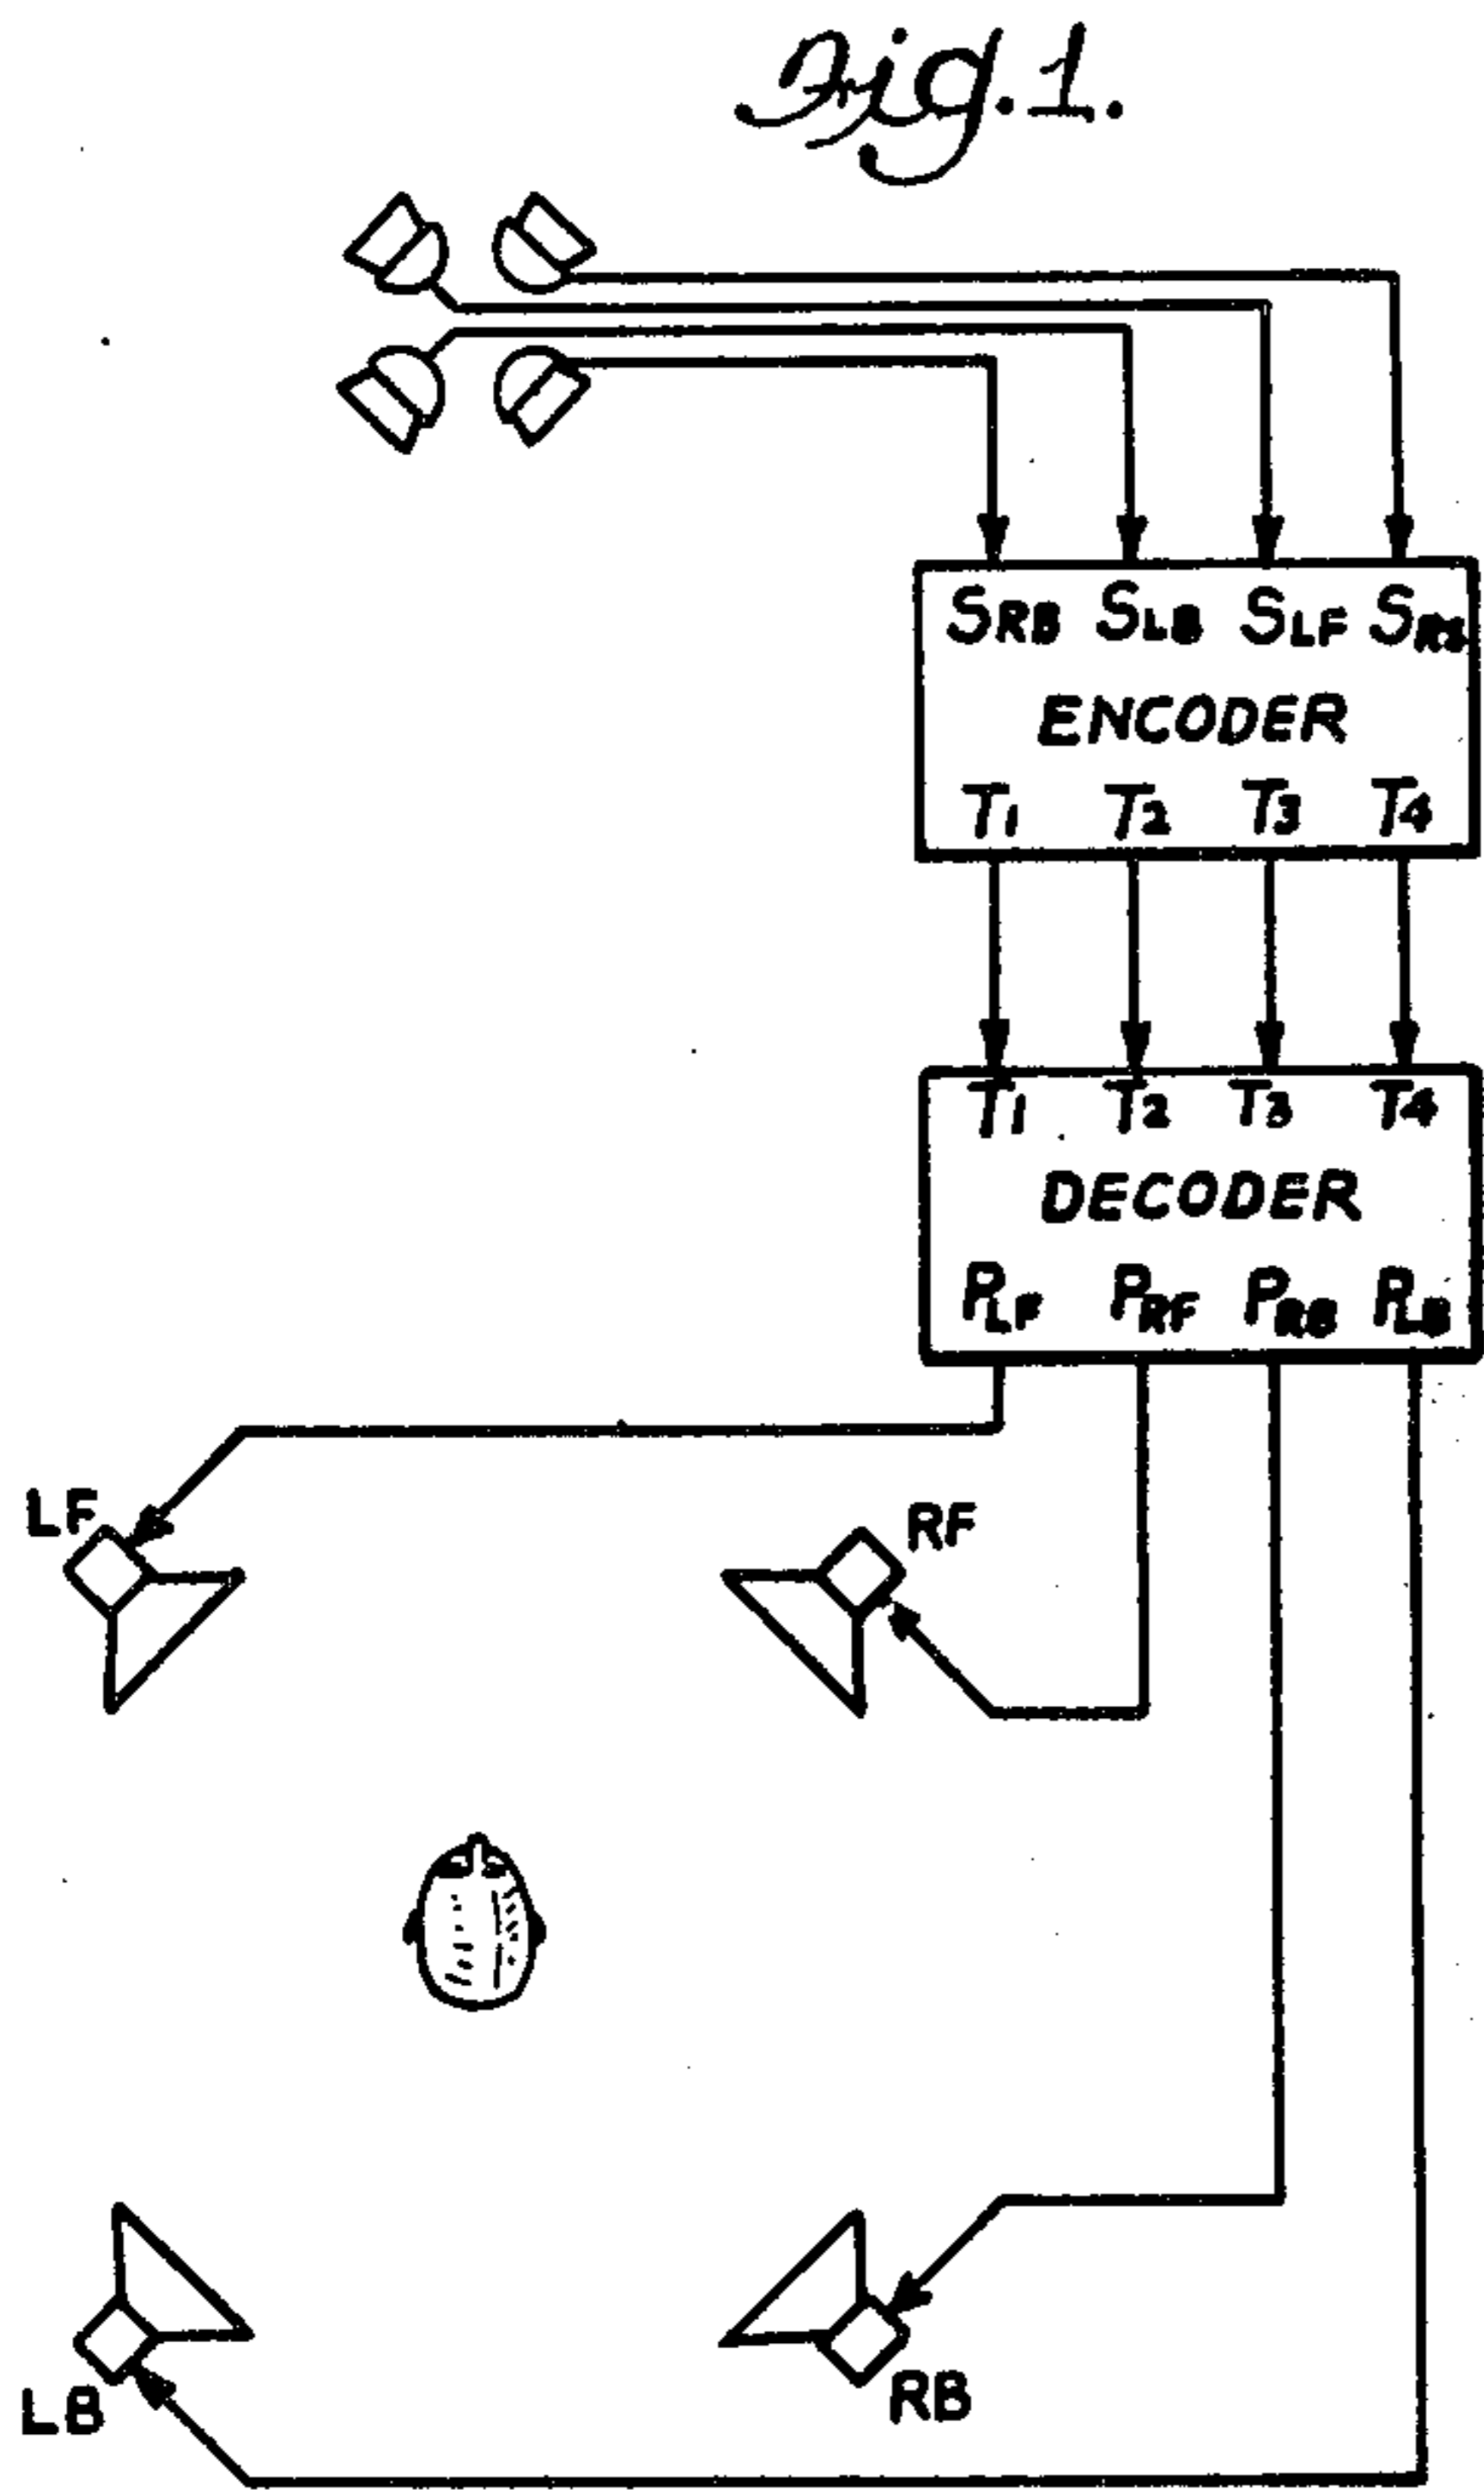 Fig. 1.
SRB SLB SLF
ENCODER
T1 T2 T3 T4
T1 T2 T3 T4
DECODER
PLF PRF PRB PLB
LF
RF
LB
RB